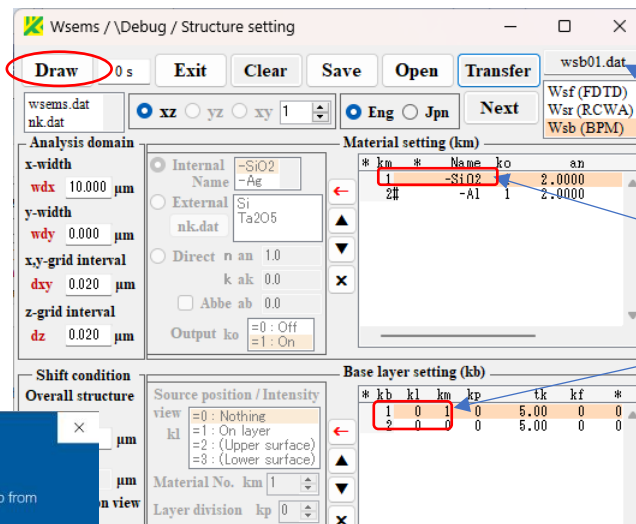 Wsems / \Debug / Structure setting
Draw 0 s Exit Clear Save Open Transfer wsb01.dat
wsems.dat
nk.dat
xz yz xy 1 Eng Jpn Next
Wsf (FDTD)
Wsr (RCWA)
Wsb (BPM)
Analysis domain
x-width
wdx 10.000 μm
y-width
wdy 0.000 μm
x,y-grid interval
dxy 0.020 μm
z-grid interval
dz 0.020 μm
Internal Name -SiO2
-Ag
External Si
Ta2O5
nk.dat
Direct n an 1.0
k ak 0.0
Abbe ab 0.0
Output ko =0 : Off
=1 : On
Material setting (km)
* km * Name ko an
1 -SiO2 2.0000
2# -Al 1 2.0000
Shift condition
Overall structure
μm
μm
n view
o from
Source position / Intensity
view
kl
=0 : Nothing
=1 : On layer
=2 : (Upper surface)
=3 : (Lower surface)
Material No. km 1
Layer division kp 0
Base layer setting (kb)
* kb kl km kp tk kf *
1 0 1 0 5.00 0 0
2 0 0 0 5.00 0 0